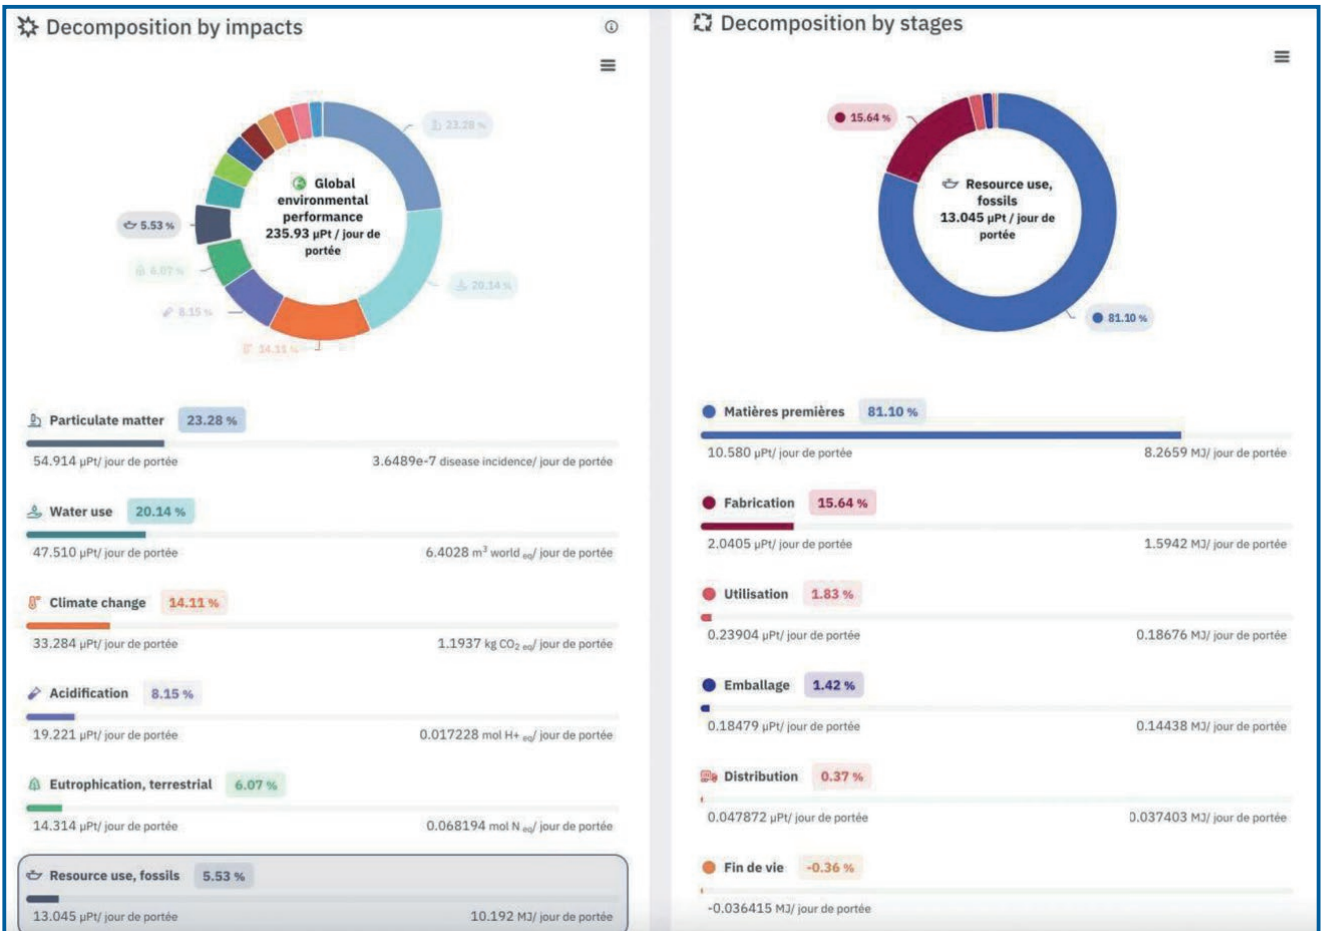 Decomposition by impacts
23.28 %
Global
environmental
performance
235.93 µPt / jour de
portée
5.53 %
6.07 %
20.14 %
8.15 %
14.11 %
Particulate matter 23.28 %
54.914 µPt/ jour de portée 3.6489e-7 disease incidence/ jour de portée
Water use 20.14 %
47.510 µPt/ jour de portée 6.4028 m³ world eq/ jour de portée
Climate change 14.11 %
33.284 µPt/ jour de portée 1.1937 kg CO₂ eq/ jour de portée
Acidification 8.15 %
19.221 µPt/ jour de portée 0.017228 mol H+ eq/ jour de portée
Eutrophication, terrestrial 6.07 %
14.314 µPt/ jour de portée 0.068194 mol N eq/ jour de portée
Resource use, fossils 5.53 %
13.045 µPt/ jour de portée 10.192 MJ/ jour de portée
Decomposition by stages
15.64 %
Resource use,
fossils
13.045 µPt / jour de
portée
81.10 %
Matières premières 81.10 %
10.580 µPt/ jour de portée 8.2659 MJ/ jour de portée
Fabrication 15.64 %
2.0405 µPt/ jour de portée 1.5942 MJ/ jour de portée
Utilisation 1.83 %
0.23904 µPt/ jour de portée 0.18676 MJ/ jour de portée
Emballage 1.42 %
0.18479 µPt/ jour de portée 0.14438 MJ/ jour de portée
Distribution 0.37 %
0.047872 µPt/ jour de portée 0.037403 MJ/ jour de portée
Fin de vie -0.36 %
-0.036415 MJ/ jour de portée